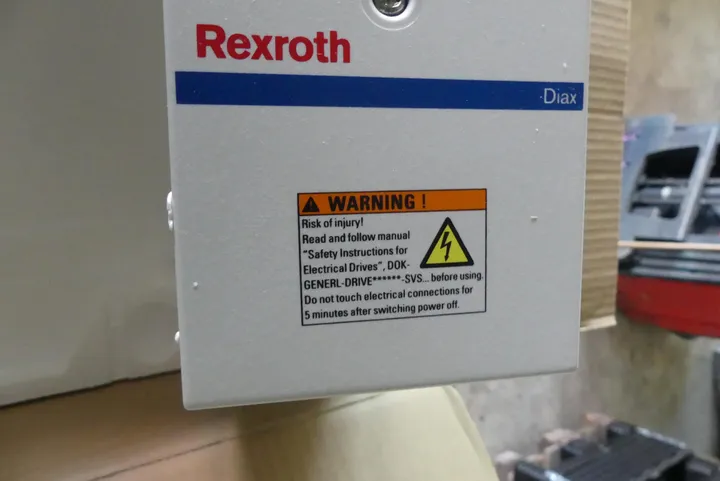 Rexroth
Diax
WARNING !
Risk of injury!
Read and follow manual
"Safety Instructions for
Electrical Drives", DOK-
GENERL-DRIVE******-SVS... before using.
Do not touch electrical connections for
5 minutes after switching power off.